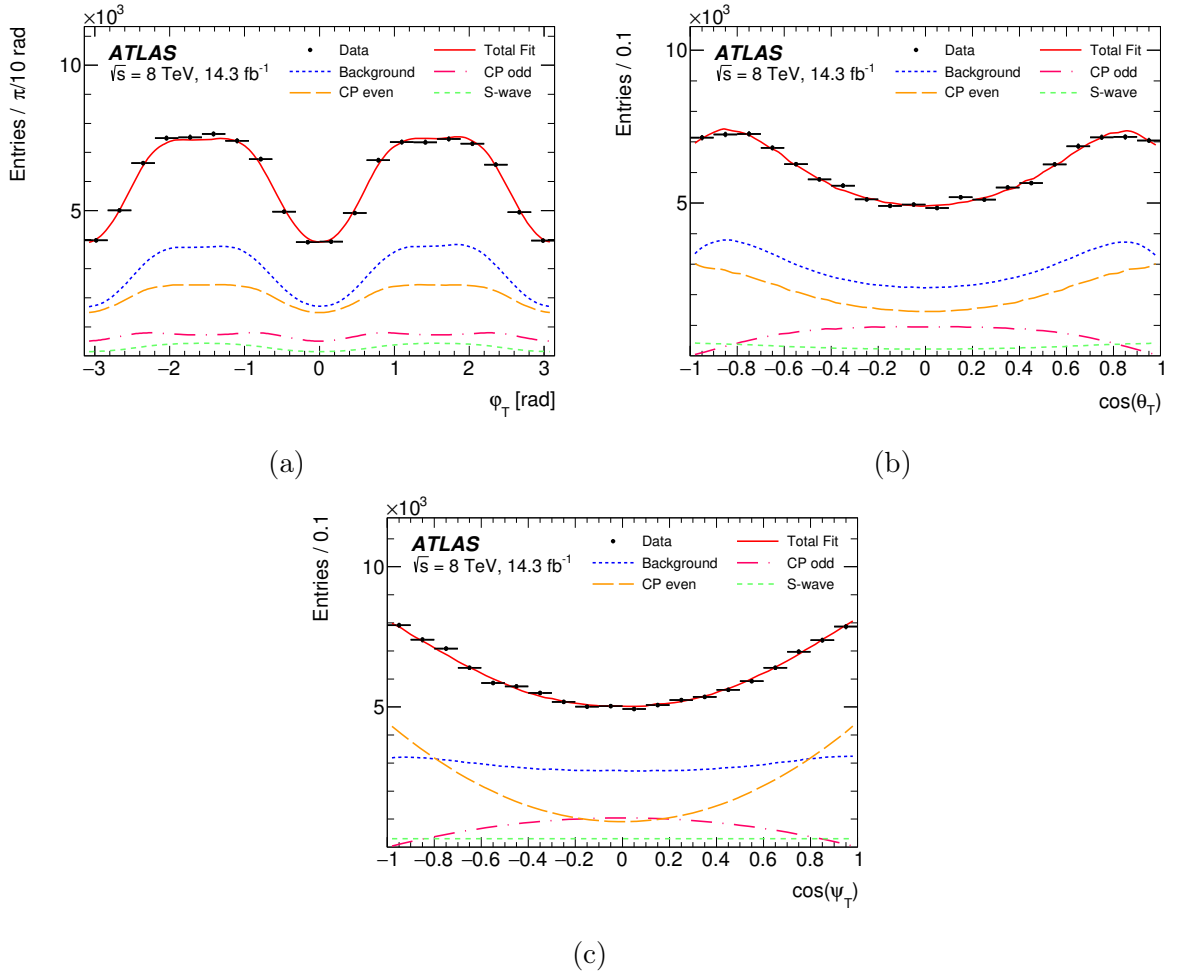 ×10³
Entries / π/10 rad
10
5
ATLAS
√s = 8 TeV, 14.3 fb⁻¹
Data
Background
CP even
Total Fit
CP odd
S-wave
−3 −2 −1 0 1 2 3
φ_T [rad]
(a)
×10³
Entries / 0.1
10
5
ATLAS
√s = 8 TeV, 14.3 fb⁻¹
Data
Background
CP even
Total Fit
CP odd
S-wave
−1 −0.8 −0.6 −0.4 −0.2 0 0.2 0.4 0.6 0.8 1
cos(θ_T)
(b)
×10³
Entries / 0.1
10
5
ATLAS
√s = 8 TeV, 14.3 fb⁻¹
Data
Background
CP even
Total Fit
CP odd
S-wave
−1 −0.8 −0.6 −0.4 −0.2 0 0.2 0.4 0.6 0.8 1
cos(ψ_T)
(c)